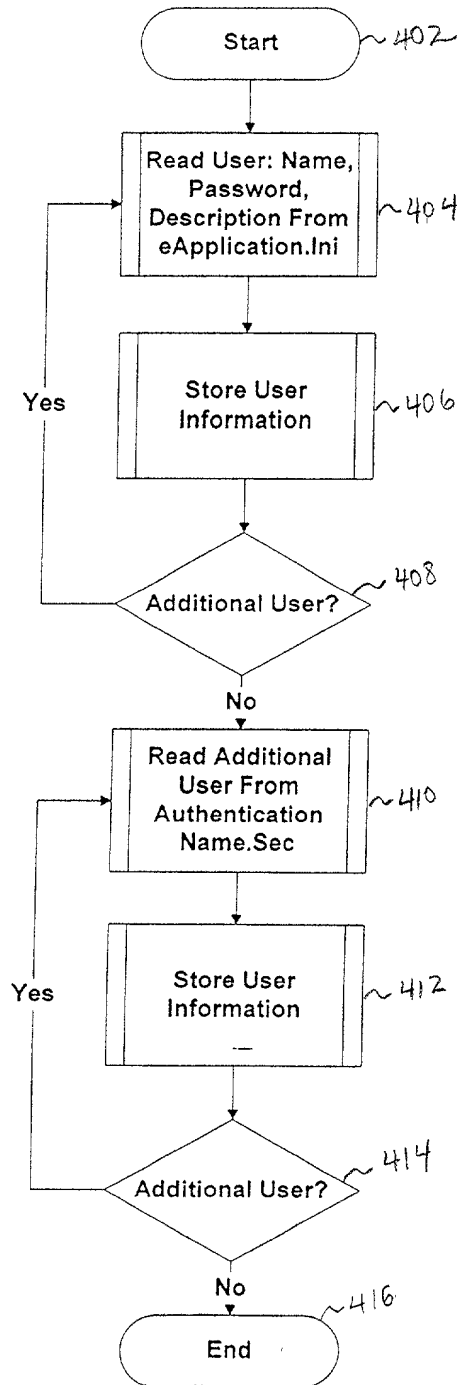 Start
402
Read User: Name,
Password,
Description From
eApplication.Ini
404
Store User
Information
406
Yes
Additional User?
408
No
Read Additional
User From
Authentication
Name.Sec
410
Store User
Information
412
Yes
Additional User?
414
No
End
416